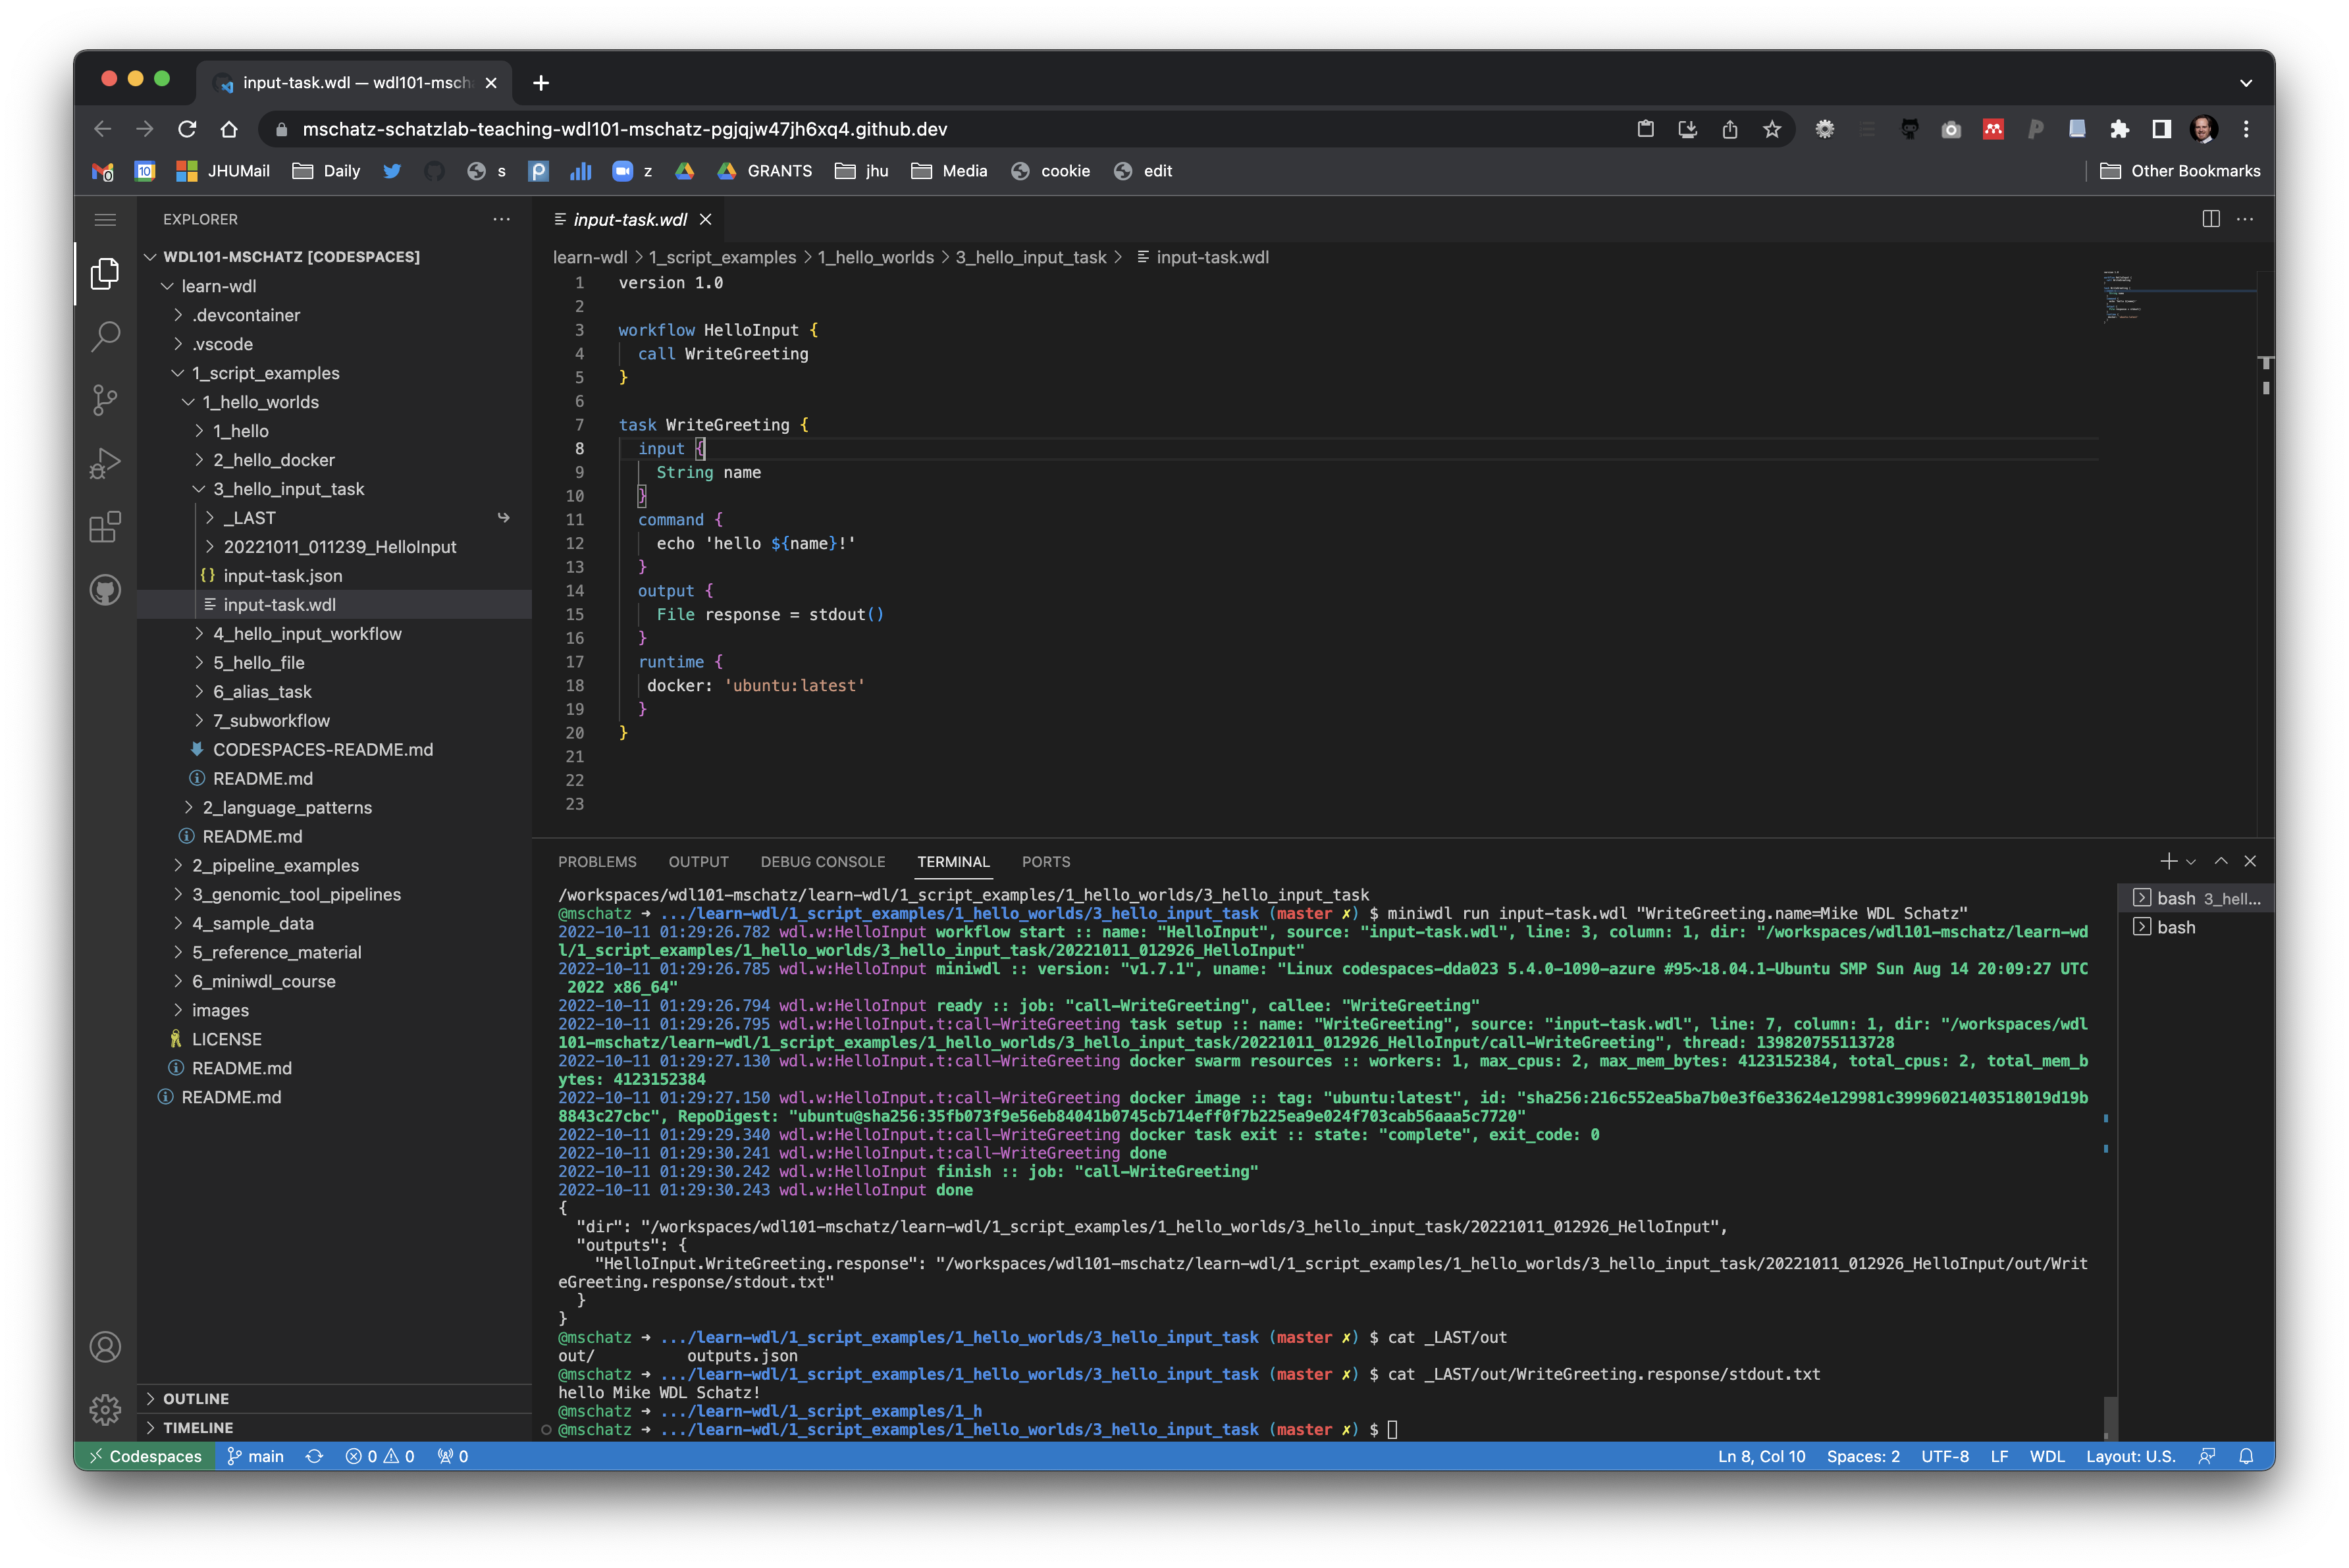 input-task.wdl — wdl101-msch
mschatz-schatzlab-teaching-wdl101-mschatz-pgjqjw47jh6xq4.github.dev
0 10 JHUMail Daily s z GRANTS jhu Media cookie edit Other Bookmarks
EXPLORER
WDL101-MSCHATZ [CODESPACES]
learn-wdl
.devcontainer
.vscode
1_script_examples
1_hello_worlds
1_hello
2_hello_docker
3_hello_input_task
_LAST
20221011_011239_HelloInput
input-task.json
input-task.wdl
4_hello_input_workflow
5_hello_file
6_alias_task
7_subworkflow
CODESPACES-README.md
README.md
2_language_patterns
README.md
2_pipeline_examples
3_genomic_tool_pipelines
4_sample_data
5_reference_material
6_miniwdl_course
images
LICENSE
README.md
README.md
OUTLINE
TIMELINE
input-task.wdl
learn-wdl > 1_script_examples > 1_hello_worlds > 3_hello_input_task > input-task.wdl
1 version 1.0
2
3 workflow HelloInput {
4 call WriteGreeting
5 }
6
7 task WriteGreeting {
8 input {
9 String name
10 }
11 command {
12 echo 'hello ${name}!'
13 }
14 output {
15 File response = stdout()
16 }
17 runtime {
18 docker: 'ubuntu:latest'
19 }
20 }
21
22
23
PROBLEMS OUTPUT DEBUG CONSOLE TERMINAL PORTS
/workspaces/wdl101-mschatz/learn-wdl/1_script_examples/1_hello_worlds/3_hello_input_task
@mschatz ➜ .../learn-wdl/1_script_examples/1_hello_worlds/3_hello_input_task (master ✗) $ miniwdl run input-task.wdl "WriteGreeting.name=Mike WDL Schatz"
2022-10-11 01:29:26.782 wdl.w:HelloInput workflow start :: name: "HelloInput", source: "input-task.wdl", line: 3, column: 1, dir: "/workspaces/wdl101-mschatz/learn-wd
l/1_script_examples/1_hello_worlds/3_hello_input_task/20221011_012926_HelloInput"
2022-10-11 01:29:26.785 wdl.w:HelloInput miniwdl :: version: "v1.7.1", uname: "Linux codespaces-dda023 5.4.0-1090-azure #95~18.04.1-Ubuntu SMP Sun Aug 14 20:09:27 UTC
2022 x86_64"
2022-10-11 01:29:26.794 wdl.w:HelloInput ready :: job: "call-WriteGreeting", callee: "WriteGreeting"
2022-10-11 01:29:26.795 wdl.w:HelloInput.t:call-WriteGreeting task setup :: name: "WriteGreeting", source: "input-task.wdl", line: 7, column: 1, dir: "/workspaces/wdl
101-mschatz/learn-wdl/1_script_examples/1_hello_worlds/3_hello_input_task/20221011_012926_HelloInput/call-WriteGreeting", thread: 139820755113728
2022-10-11 01:29:27.130 wdl.w:HelloInput.t:call-WriteGreeting docker swarm resources :: workers: 1, max_cpus: 2, max_mem_bytes: 4123152384, total_cpus: 2, total_mem_b
ytes: 4123152384
2022-10-11 01:29:27.150 wdl.w:HelloInput.t:call-WriteGreeting docker image :: tag: "ubuntu:latest", id: "sha256:216c552ea5ba7b0e3f6e33624e129981c39996021403518019d19b
8843c27cbc", RepoDigest: "ubuntu@sha256:35fb073f9e56eb84041b0745cb714eff0f7b225ea9e024f703cab56aaa5c7720"
2022-10-11 01:29:29.340 wdl.w:HelloInput.t:call-WriteGreeting docker task exit :: state: "complete", exit_code: 0
2022-10-11 01:29:30.241 wdl.w:HelloInput.t:call-WriteGreeting done
2022-10-11 01:29:30.242 wdl.w:HelloInput finish :: job: "call-WriteGreeting"
2022-10-11 01:29:30.243 wdl.w:HelloInput done
{
"dir": "/workspaces/wdl101-mschatz/learn-wdl/1_script_examples/1_hello_worlds/3_hello_input_task/20221011_012926_HelloInput",
"outputs": {
"HelloInput.WriteGreeting.response": "/workspaces/wdl101-mschatz/learn-wdl/1_script_examples/1_hello_worlds/3_hello_input_task/20221011_012926_HelloInput/out/Writ
eGreeting.response/stdout.txt"
}
}
@mschatz ➜ .../learn-wdl/1_script_examples/1_hello_worlds/3_hello_input_task (master ✗) $ cat _LAST/out
out/ outputs.json
@mschatz ➜ .../learn-wdl/1_script_examples/1_hello_worlds/3_hello_input_task (master ✗) $ cat _LAST/out/WriteGreeting.response/stdout.txt
hello Mike WDL Schatz!
@mschatz ➜ .../learn-wdl/1_script_examples/1_h
@mschatz ➜ .../learn-wdl/1_script_examples/1_hello_worlds/3_hello_input_task (master ✗) $
bash 3_hell...
bash
Codespaces main 0 0 0 Ln 8, Col 10 Spaces: 2 UTF-8 LF WDL Layout: U.S.